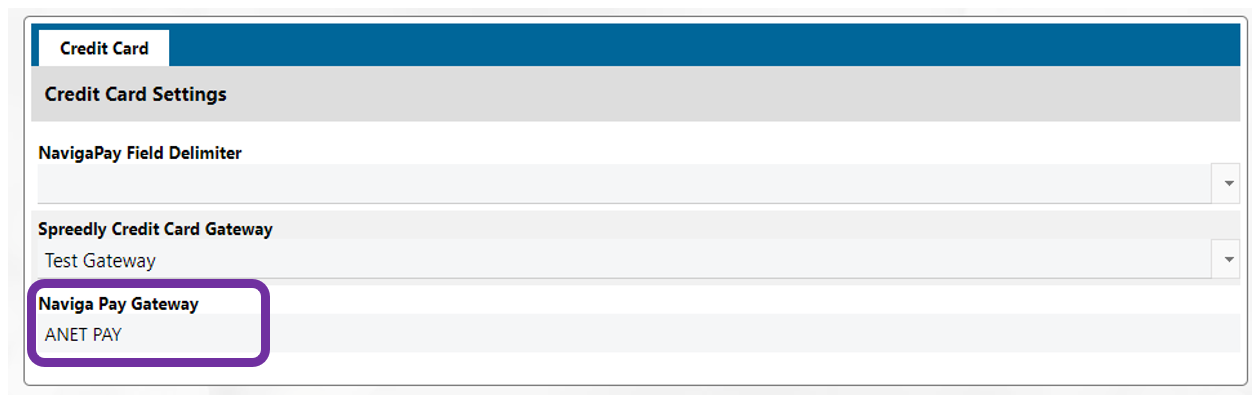 Credit Card
Credit Card Settings
NavigaPay Field Delimiter
Spreedly Credit Card Gateway
Test Gateway
Naviga Pay Gateway
ANET PAY